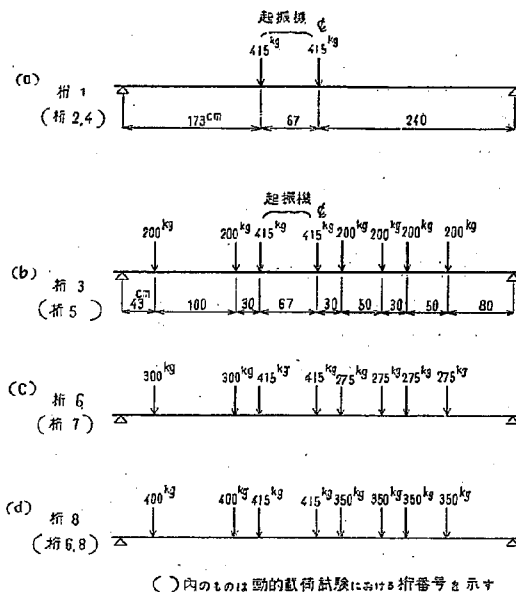 起振機 ℄
415kg 415kg
(a) 桁 1
(桁 2,4)
173cm 67 240
起振機 ℄
200kg 200kg 415kg 415kg 200kg 200kg 200kg 200kg
(b) 桁 3
(桁 5)
43cm 100 30 67 30 50 30 50 80
300kg 300kg 415kg 415kg 275kg 275kg 275kg 275kg
(c) 桁 6
(桁 7)
400kg 400kg 415kg 415kg 350kg 350kg 350kg 350kg
(d) 桁 8
(桁 6,8)
( )内のものは動的載荷試験における桁番号を示す